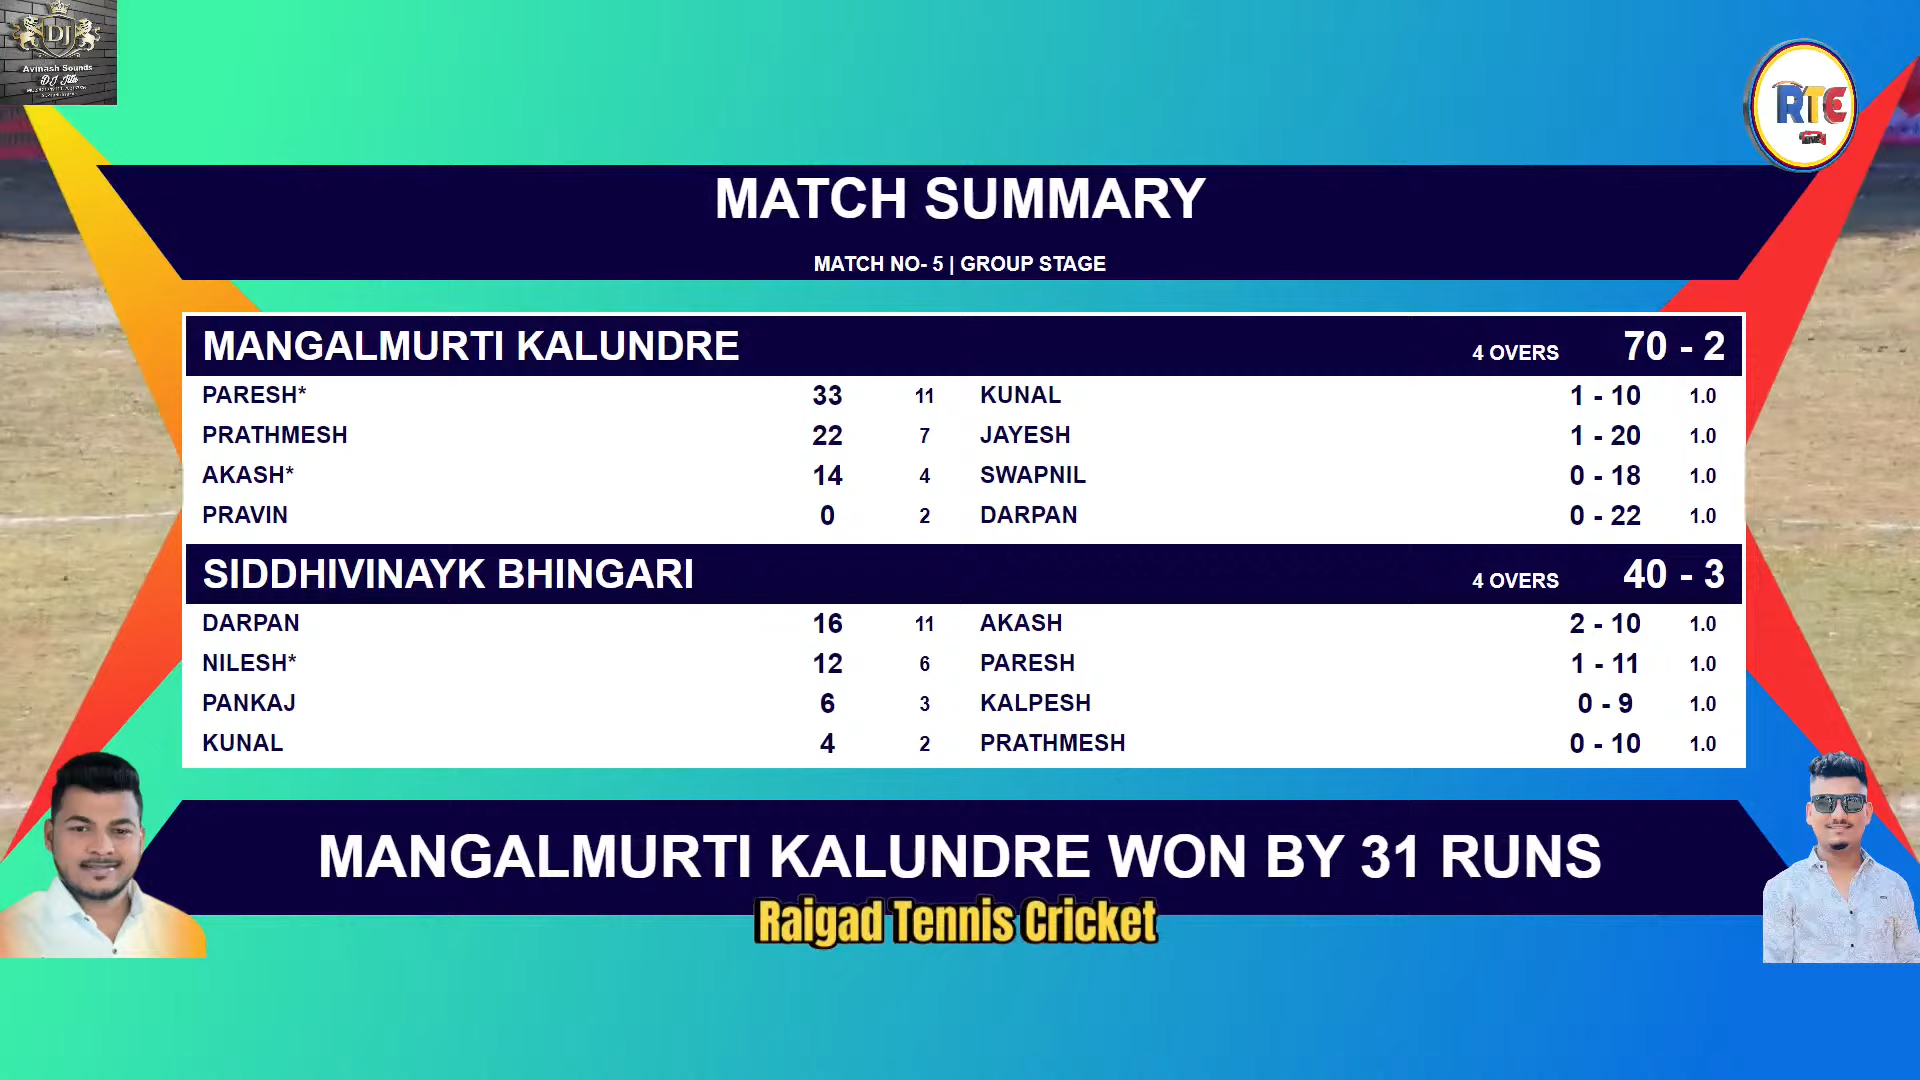 DJ
Avinash Sounds
RTC
MATCH SUMMARY
MATCH NO- 5 | GROUP STAGE
MANGALMURTI KALUNDRE 4 OVERS 70 - 2
PARESH* 33 11 KUNAL 1 - 10 1.0
PRATHMESH 22 7 JAYESH 1 - 20 1.0
AKASH* 14 4 SWAPNIL 0 - 18 1.0
PRAVIN 0 2 DARPAN 0 - 22 1.0
SIDDHIVINAYK BHINGARI 4 OVERS 40 - 3
DARPAN 16 11 AKASH 2 - 10 1.0
NILESH* 12 6 PARESH 1 - 11 1.0
PANKAJ 6 3 KALPESH 0 - 9 1.0
KUNAL 4 2 PRATHMESH 0 - 10 1.0
MANGALMURTI KALUNDRE WON BY 31 RUNS
Raigad Tennis Cricket